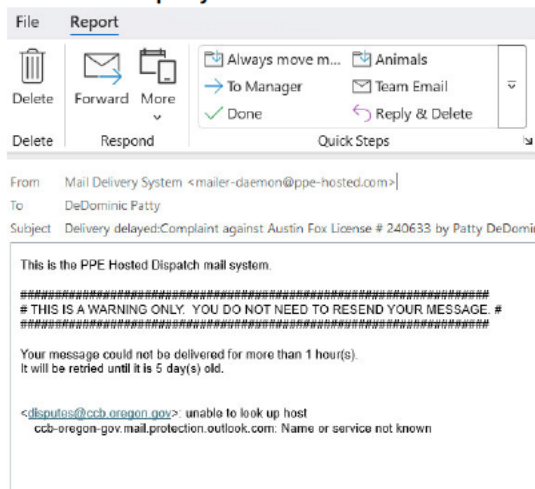 File Report
Always move m... Animals
To Manager Team Email
Done Reply & Delete
Delete Forward More
Delete Respond Quick Steps
From Mail Delivery System <mailer-daemon@ppe-hosted.com>
To DeDominic Patty
Subject Delivery delayed:Complaint against Austin Fox License # 240633 by Patty DeDomin
This is the PPE Hosted Dispatch mail system.
####################################################################
# THIS IS A WARNING ONLY. YOU DO NOT NEED TO RESEND YOUR MESSAGE. #
####################################################################
Your message could not be delivered for more than 1 hour(s).
It will be retried until it is 5 day(s) old.
<disputes@ccb.oregon.gov>: unable to look up host
ccb-oregon-gov.mail.protection.outlook.com: Name or service not known